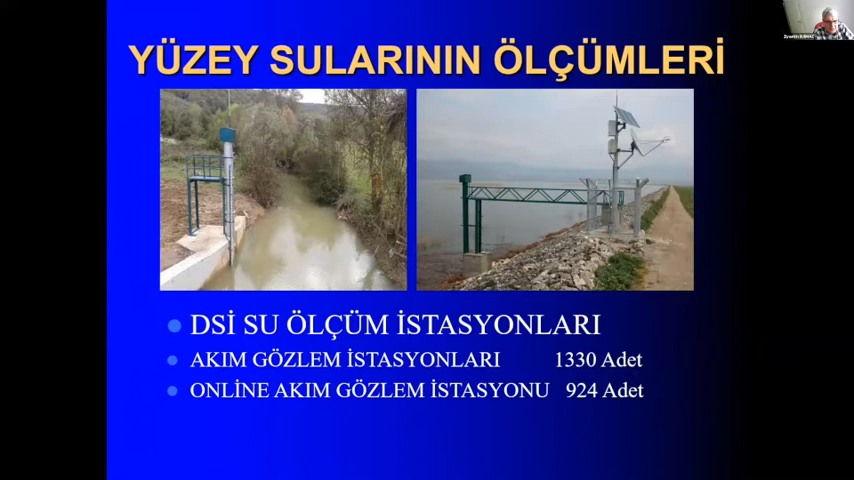 YÜZEY SULARININ ÖLÇÜMLERİ
DSİ SU ÖLÇÜM İSTASYONLARI
AKIM GÖZLEM İSTASYONLARI 1330 Adet
ONLİNE AKIM GÖZLEM İSTASYONU 924 Adet